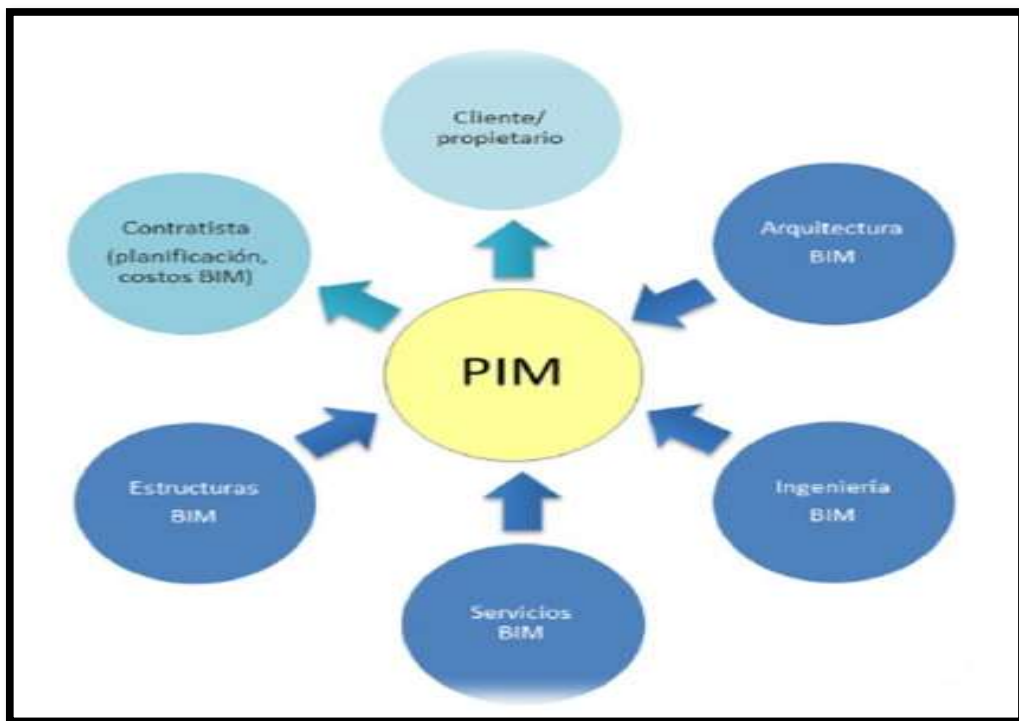 Cliente/
propietario
Contratista
(planificación,
costos BIM)
Arquitectura
BIM
PIM
Estructuras
BIM
Ingeniería
BIM
Servicios
BIM